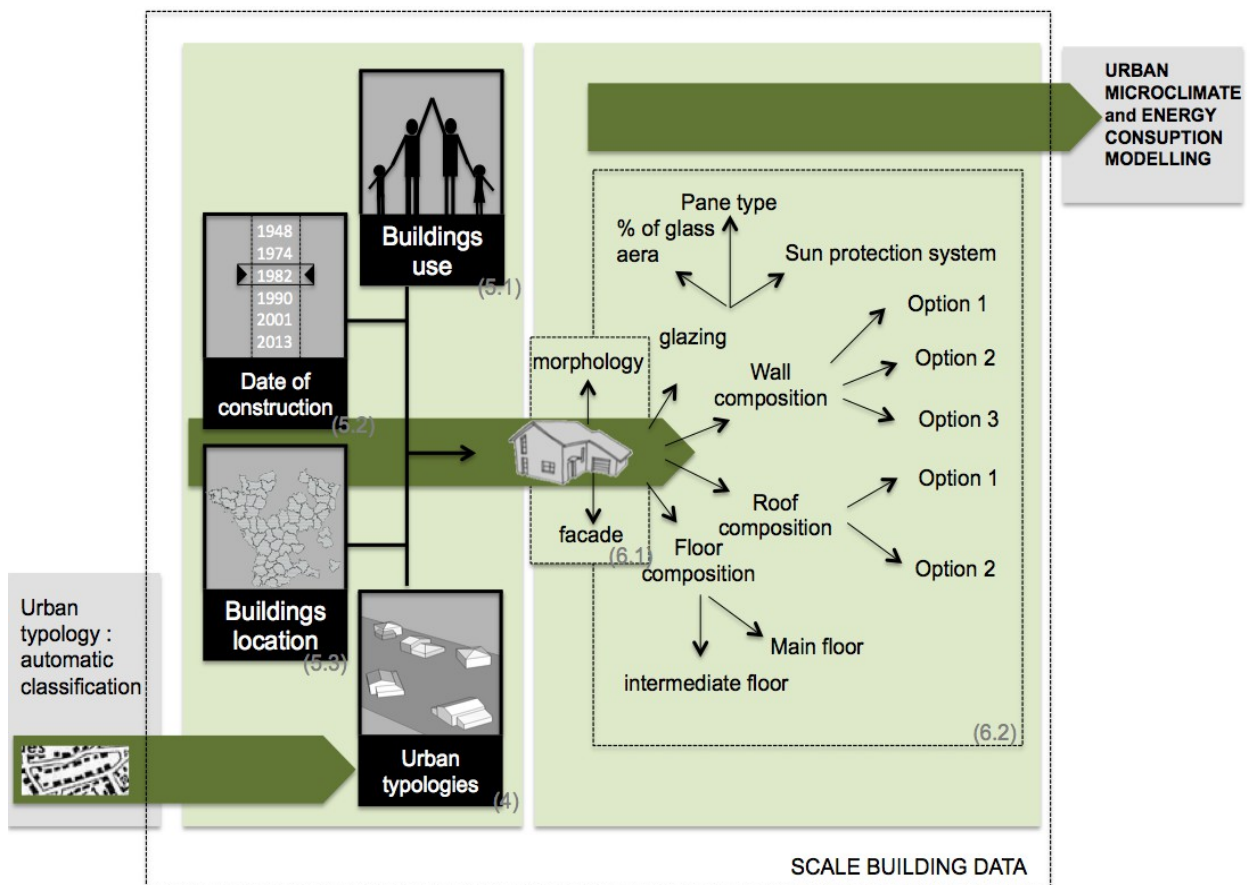 URBAN
MICROCLIMATE
and ENERGY
CONSUPTION
MODELLING
Buildings
use
(5.1)
1948
1974
1982
1990
2001
2013
Date of
construction
(5.2)
Buildings
location
(5.3)
Urban
typology :
automatic
classification
Urban
typologies
(4)
morphology
facade
(6.1)
Pane type
% of glass
aera
Sun protection system
glazing
Wall
composition
Option 1
Option 2
Option 3
Roof
composition
Option 1
Option 2
Floor
composition
Main floor
intermediate floor
(6.2)
SCALE BUILDING DATA